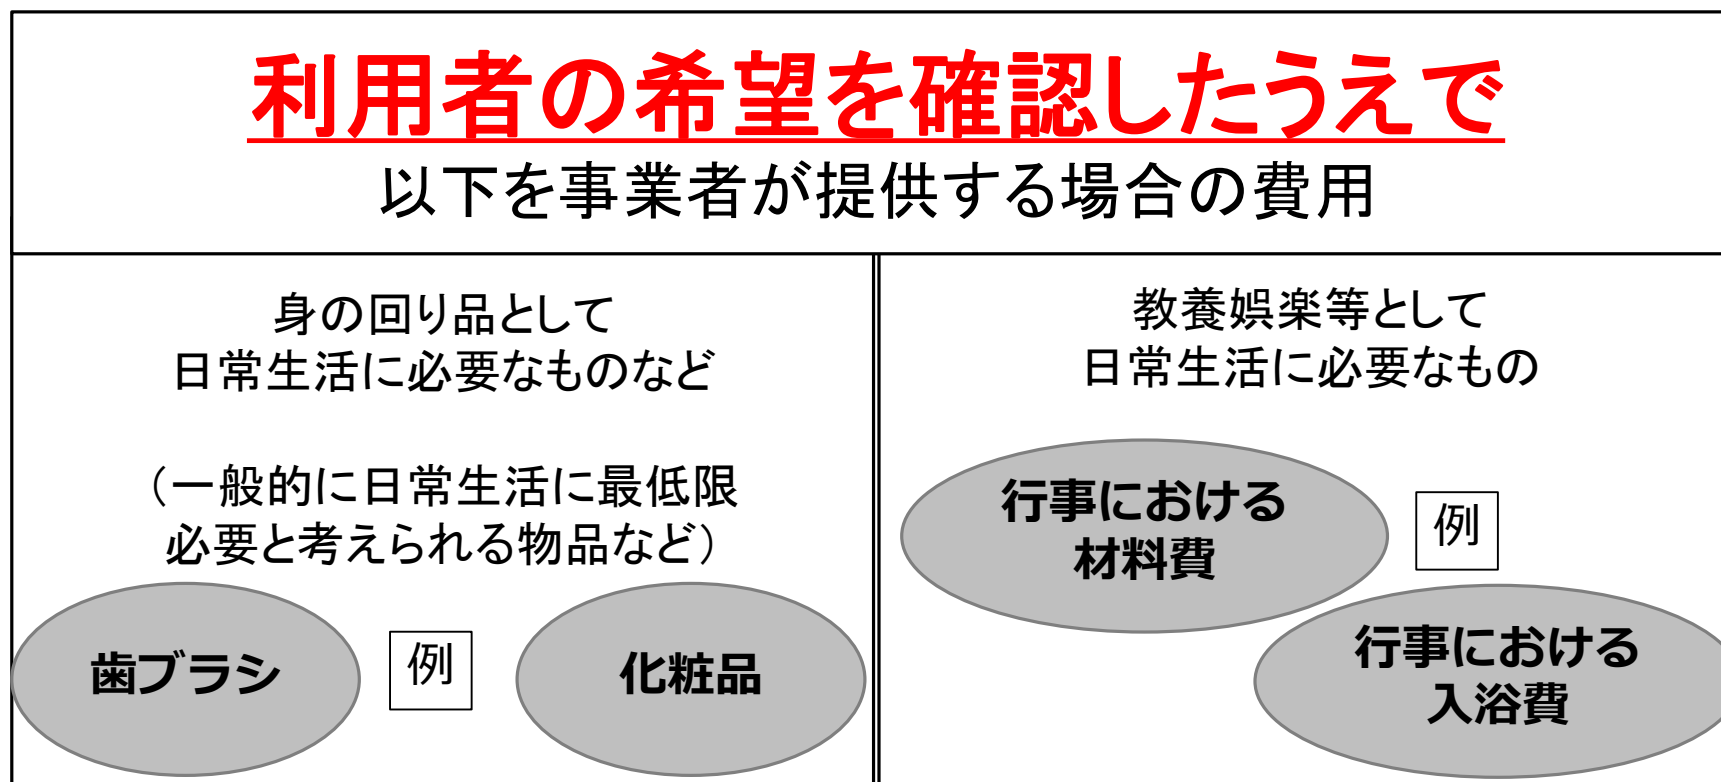 利用者の希望を確認したうえで
以下を事業者が提供する場合の費用
身の回り品として
日常生活に必要なものなど
（一般的に日常生活に最低限
必要と考えられる物品など）
歯ブラシ
例
化粧品
教養娯楽等として
日常生活に必要なもの
行事における
材料費
例
行事における
入浴費